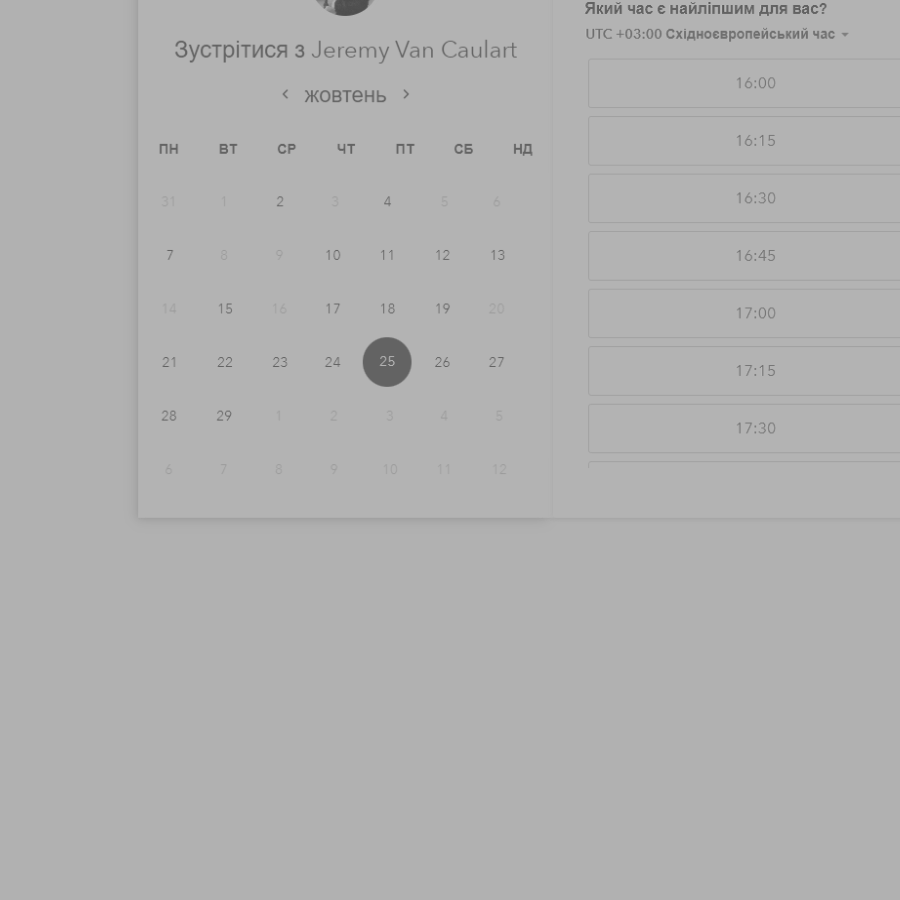 Зустрітися з Jeremy Van Caulart
жовтень
ПН ВТ СР ЧТ ПТ СБ НД
31 1 2 3 4 5 6
7 8 9 10 11 12 13
14 15 16 17 18 19 20
21 22 23 24 25 26 27
28 29 1 2 3 4 5
6 7 8 9 10 11 12
Який час є найліпшим для вас?
UTC +03:00 Східноєвропейський час
16:00
16:15
16:30
16:45
17:00
17:15
17:30